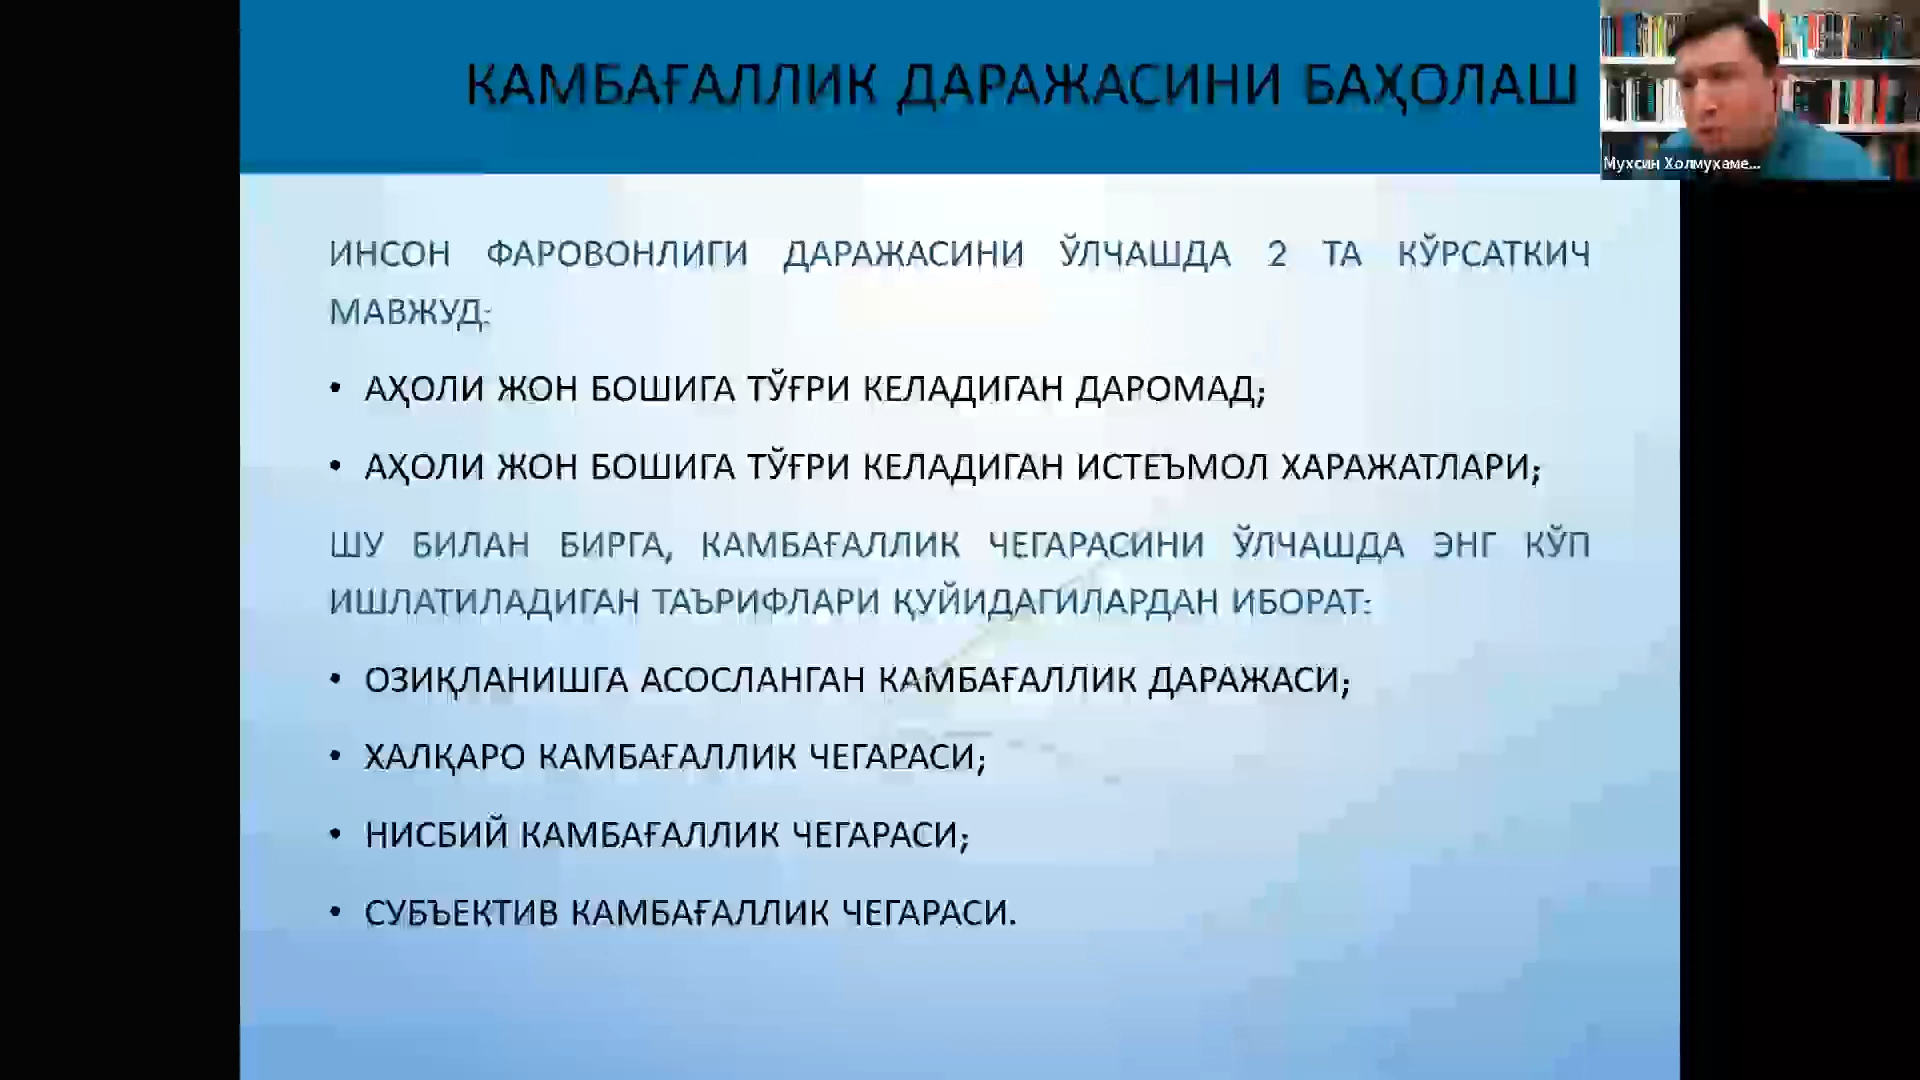 КАМБАҒАЛЛИК ДАРАЖАСИНИ БАҲОЛАШ
Мухсин Холмухаме...
ИНСОН ФАРОВОНЛИГИ ДАРАЖАСИНИ ЎЛЧАШДА 2 ТА КЎРСАТКИЧ
МАВЖУД:
• АҲОЛИ ЖОН БОШИГА ТЎҒРИ КЕЛАДИГАН ДАРОМАД;
• АҲОЛИ ЖОН БОШИГА ТЎҒРИ КЕЛАДИГАН ИСТЕЪМОЛ ХАРАЖАТЛАРИ;
ШУ БИЛАН БИРГА, КАМБАҒАЛЛИК ЧЕГАРАСИНИ ЎЛЧАШДА ЭНГ КЎП
ИШЛАТИЛАДИГАН ТАЪРИФЛАРИ ҚУЙИДАГИЛАРДАН ИБОРАТ:
• ОЗИҚЛАНИШГА АСОСЛАНГАН КАМБАҒАЛЛИК ДАРАЖАСИ;
• ХАЛҚАРО КАМБАҒАЛЛИК ЧЕГАРАСИ;
• НИСБИЙ КАМБАҒАЛЛИК ЧЕГАРАСИ;
• СУБЪЕКТИВ КАМБАҒАЛЛИК ЧЕГАРАСИ.